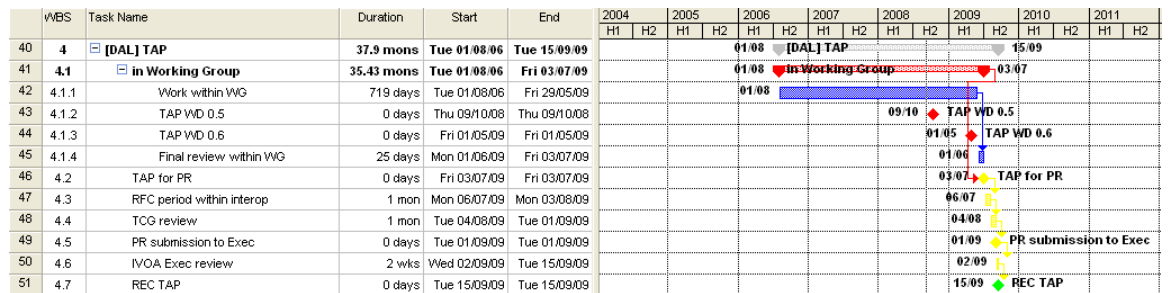 WBS Task Name Duration Start End 2004 2005 2006 2007 2008 2009 2010 2011
H1 H2 H1 H2 H1 H2 H1 H2 H1 H2 H1 H2 H1 H2 H1 H2
40 4 [DAL] TAP 37.9 mons Tue 01/08/06 Tue 15/09/09 01/08 [DAL] TAP 15/09
41 4.1 in Working Group 35.43 mons Tue 01/08/06 Fri 03/07/09 01/08 in Working Group 03/07
42 4.1.1 Work within WG 719 days Tue 01/08/06 Fri 29/05/09 01/08
43 4.1.2 TAP WD 0.5 0 days Thu 09/10/08 Thu 09/10/08 09/10 TAP WD 0.5
44 4.1.3 TAP WD 0.6 0 days Fri 01/05/09 Fri 01/05/09 01/05 TAP WD 0.6
45 4.1.4 Final review within WG 25 days Mon 01/06/09 Fri 03/07/09 01/06
46 4.2 TAP for PR 0 days Fri 03/07/09 Fri 03/07/09 03/07 TAP for PR
47 4.3 RFC period within interop 1 mon Mon 06/07/09 Mon 03/08/09 06/07
48 4.4 TCG review 1 mon Tue 04/08/09 Tue 01/09/09 04/08
49 4.5 PR submission to Exec 0 days Tue 01/09/09 Tue 01/09/09 01/09 PR submission to Exec
50 4.6 IVOA Exec review 2 wks Wed 02/09/09 Tue 15/09/09 02/09
51 4.7 REC TAP 0 days Tue 15/09/09 Tue 15/09/09 15/09 REC TAP